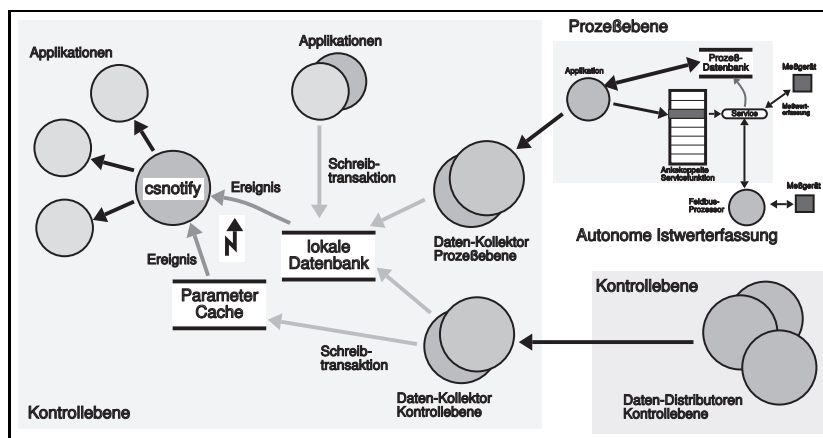 Applikationen
Applikationen
csnotify
Ereignis
Ereignis
Schreib-
transaktion
lokale
Datenbank
Parameter
Cache
Daten-Kollektor
Prozeßebene
Schreib-
transaktion
Daten-Kollektor
Kontrollebene
Kontrollebene
Prozeßebene
Applikation
Prozeß-
Datenbank
Meßgerät
Service
Meßwert-
erfassung
Ankekoppelte
Servicefunktion
Feldbus-
Prozessor
Meßgerät
Autonome Istwerterfassung
Kontrollebene
Daten-Distributoren
Kontrollebene